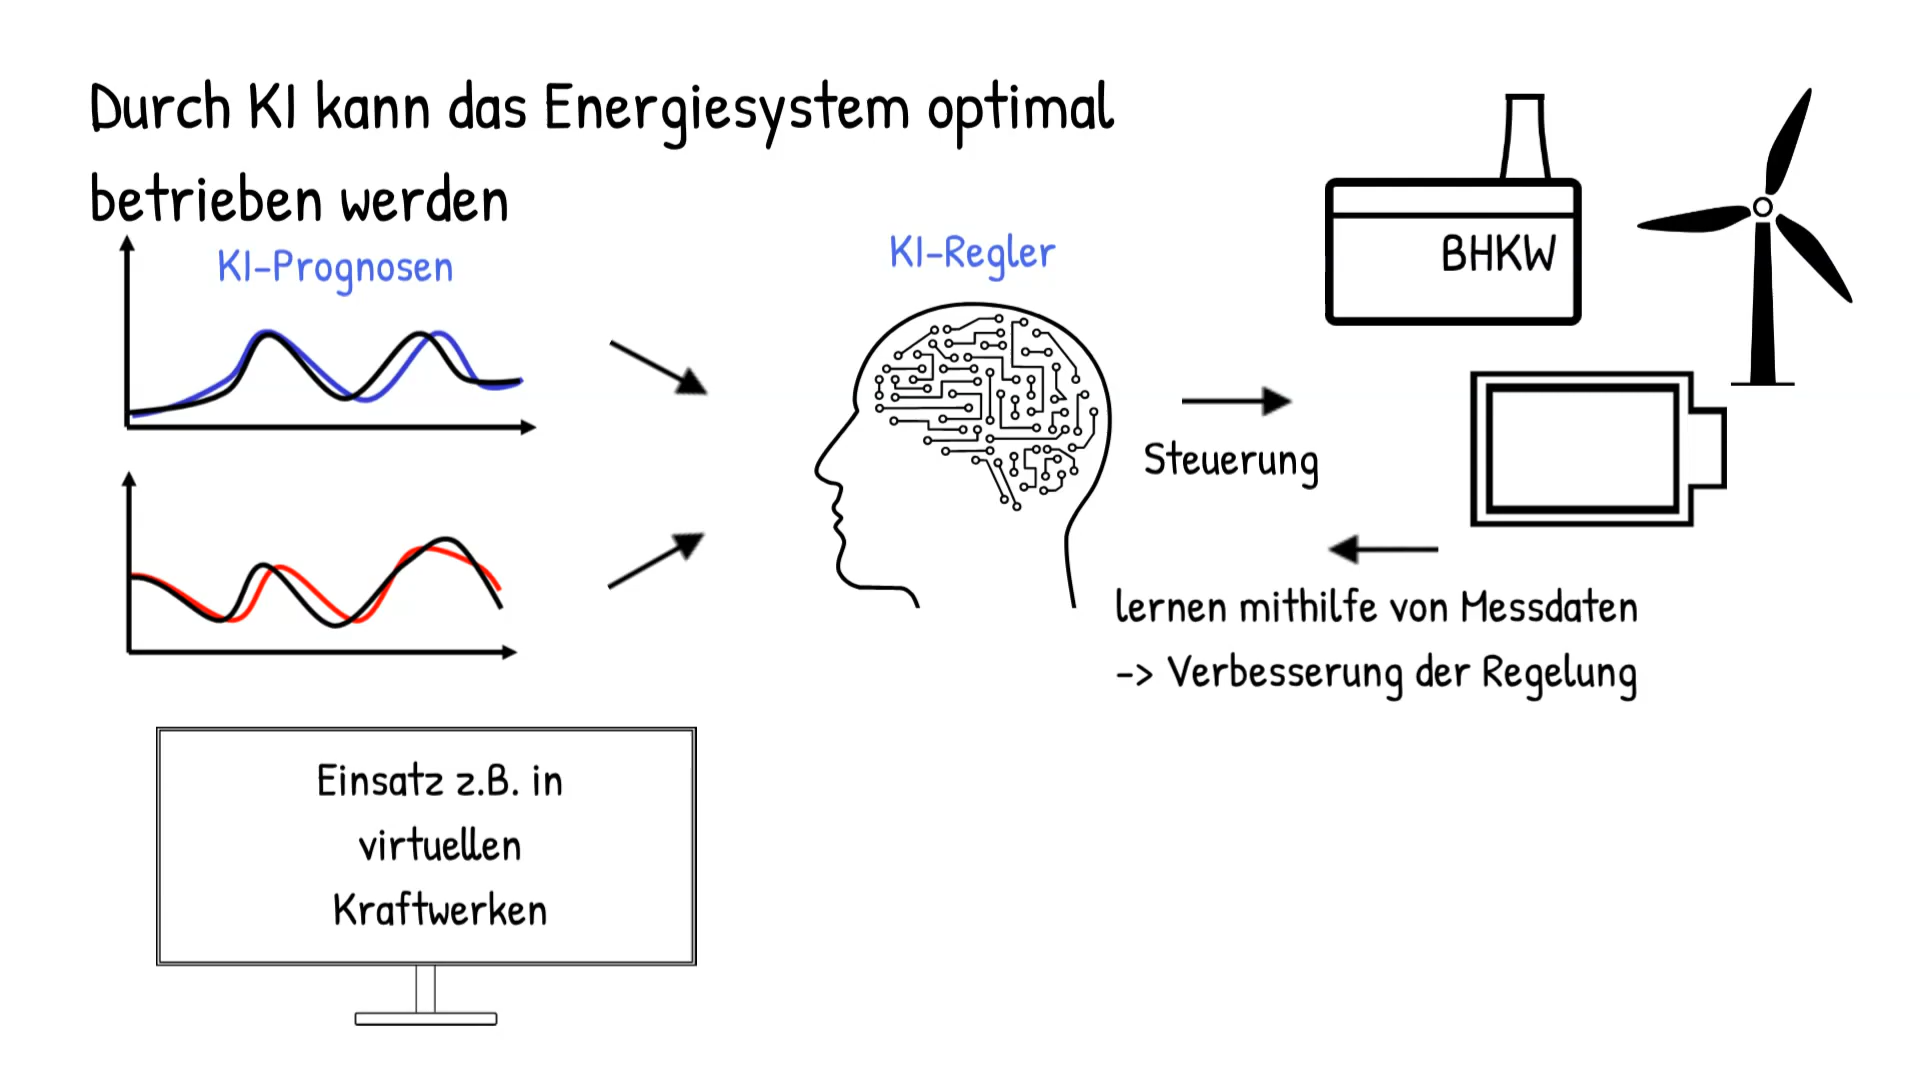 Durch KI kann das Energiesystem optimal
betrieben werden
KI-Prognosen
KI-Regler
BHKW
Steuerung
lernen mithilfe von Messdaten
-> Verbesserung der Regelung
Einsatz z.B. in
virtuellen
Kraftwerken